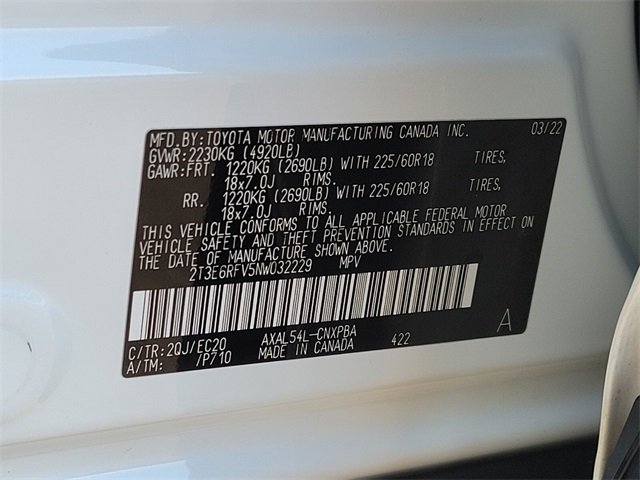 MFD.BY:TOYOTA MOTOR MANUFACTURING CANADA INC. 03/22
GVWR:2230KG (4920LB)
GAWR:FRT. 1220KG (2690LB) WITH 225/60R18 TIRES,
18x7.0J RIMS.
RR. 1220KG (2690LB) WITH 225/60R18 TIRES,
18x7.0J RIMS.
THIS VEHICLE CONFORMS TO ALL APPLICABLE FEDERAL MOTOR
VEHICLE SAFETY AND THEFT PREVENTION STANDARDS IN EFFECT ON
THE DATE OF MANUFACTURE SHOWN ABOVE.
2T3E6RFV5NW032229 MPV
C/TR:2QJ/EC20 AXAL54L-CNXPBA 422 A
A/TM: /P710 MADE IN CANADA